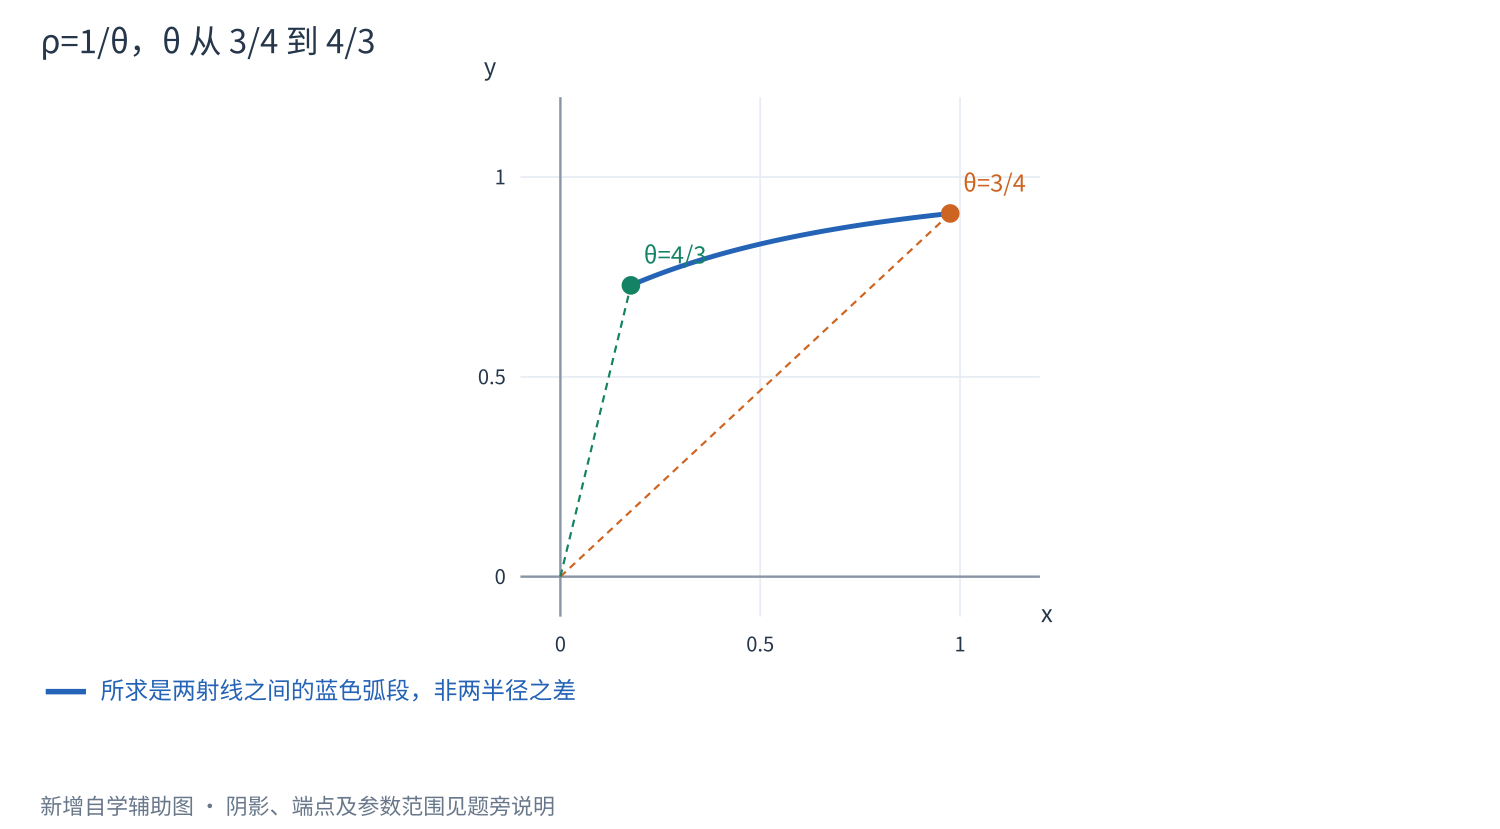 ρ=1/θ，θ 从 3/4 到 4/3
y
1
θ=3/4
θ=4/3
0.5
0
x
0
0.5
1
所求是两射线之间的蓝色弧段，非两半径之差
新增自学辅助图 · 阴影、端点及参数范围见题旁说明